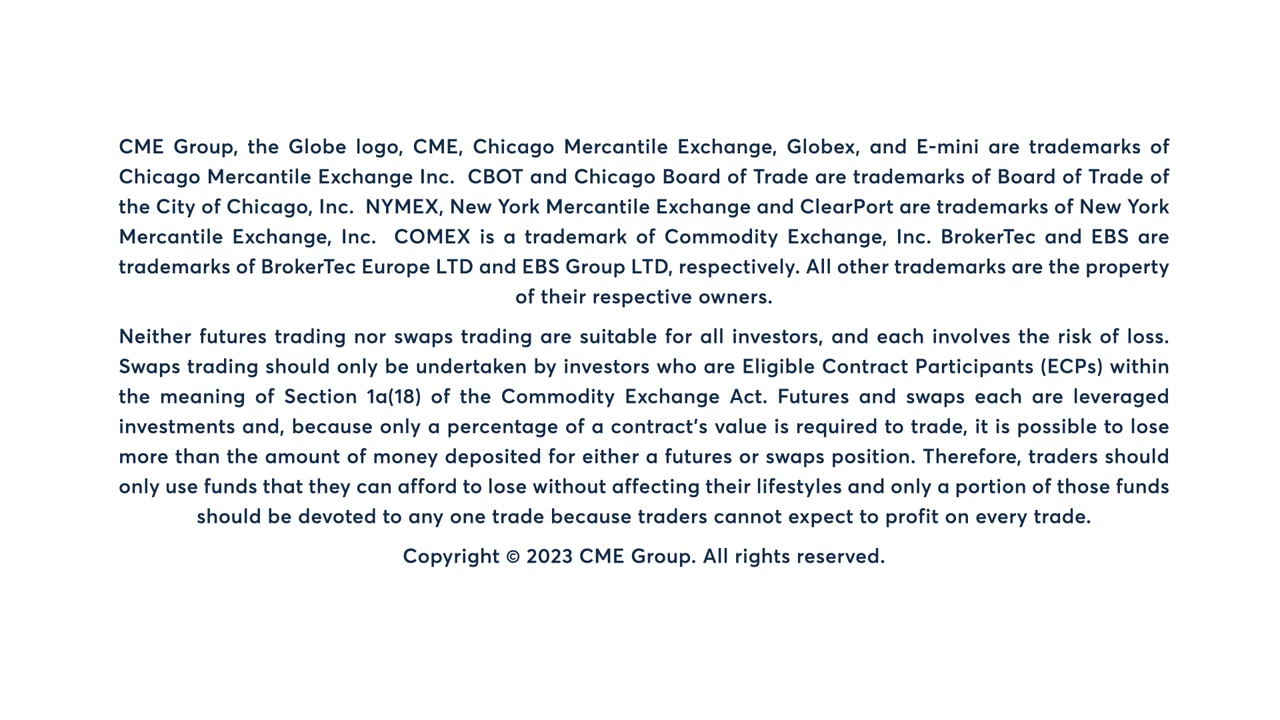 CME Group, the Globe logo, CME, Chicago Mercantile Exchange, Globex, and E-mini are trademarks of
Chicago Mercantile Exchange Inc.  CBOT and Chicago Board of Trade are trademarks of Board of Trade of
the City of Chicago, Inc.  NYMEX, New York Mercantile Exchange and ClearPort are trademarks of New York
Mercantile Exchange, Inc.  COMEX is a trademark of Commodity Exchange, Inc. BrokerTec and EBS are
trademarks of BrokerTec Europe LTD and EBS Group LTD, respectively. All other trademarks are the property
of their respective owners.
Neither futures trading nor swaps trading are suitable for all investors, and each involves the risk of loss.
Swaps trading should only be undertaken by investors who are Eligible Contract Participants (ECPs) within
the meaning of Section 1a(18) of the Commodity Exchange Act. Futures and swaps each are leveraged
investments and, because only a percentage of a contract's value is required to trade, it is possible to lose
more than the amount of money deposited for either a futures or swaps position. Therefore, traders should
only use funds that they can afford to lose without affecting their lifestyles and only a portion of those funds
should be devoted to any one trade because traders cannot expect to profit on every trade.
Copyright © 2023 CME Group. All rights reserved.